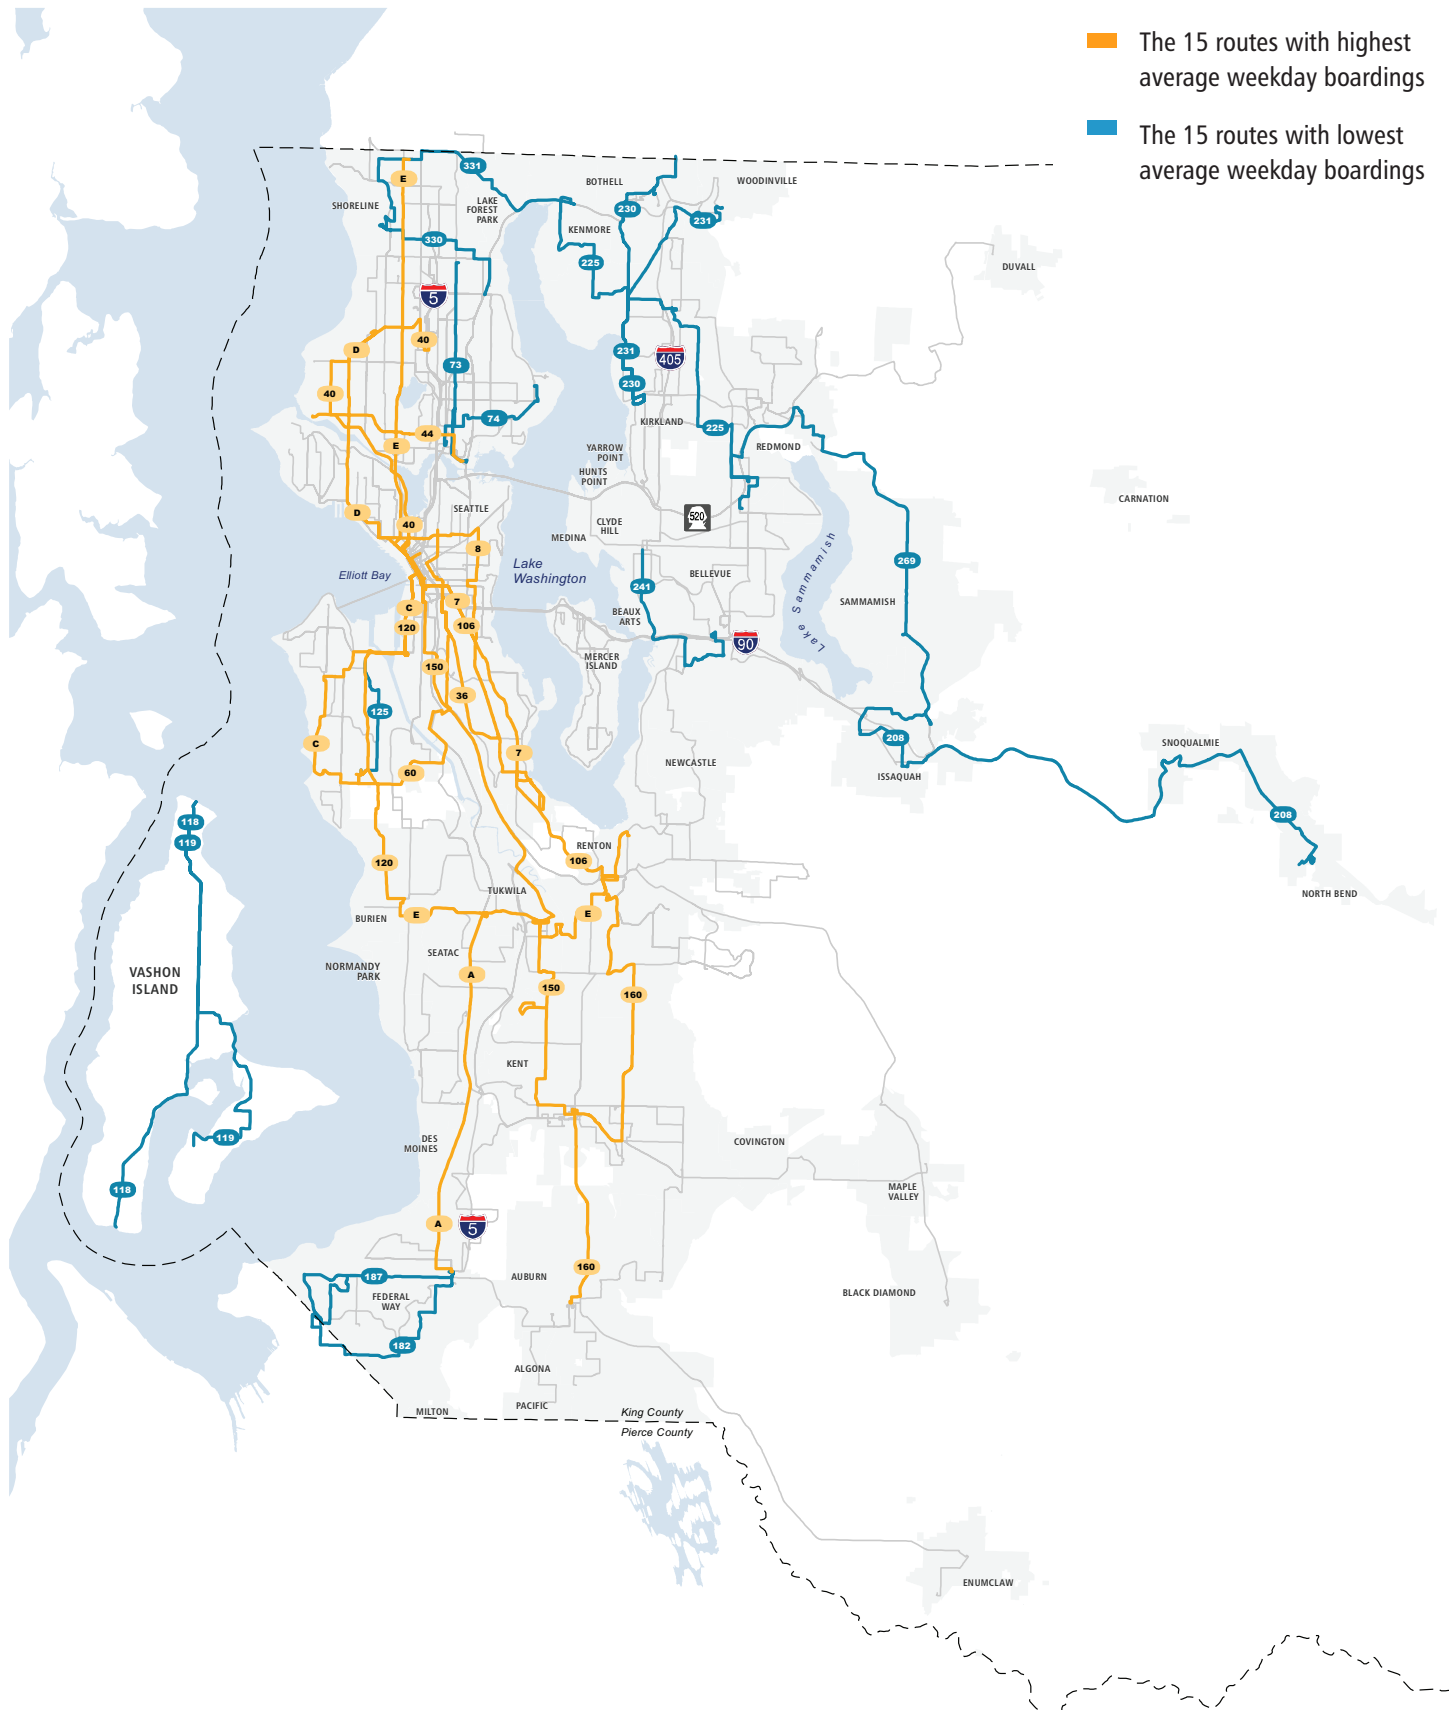 The 15 routes with highest
average weekday boardings
The 15 routes with lowest
average weekday boardings
331
E
BOTHELL
WOODINVILLE
SHORELINE
LAKE
FOREST
PARK
230
231
KENMORE
330
225
DUVALL
5
40
D
231
405
73
230
40
74
KIRKLAND
225
44
E
YARROW
POINT
REDMOND
HUNTS
POINT
CARNATION
D
SEATTLE
520
40
CLYDE
HILL
MEDINA
8
Lake
Washington
Elliott Bay
BELLEVUE
269
241
Lake Sammamish
SAMMAMISH
7
C
BEAUX
ARTS
120
106
90
MERCER
ISLAND
150
36
125
208
C
7
SNOQUALMIE
NEWCASTLE
60
ISSAQUAH
208
118
119
RENTON
120
106
TUKWILA
NORTH BEND
BURIEN
E
E
SEATAC
NORMANDY
PARK
A
VASHON
ISLAND
150
160
KENT
119
DES
MOINES
COVINGTON
118
MAPLE
VALLEY
A
5
160
187
AUBURN
FEDERAL
WAY
BLACK DIAMOND
182
ALGONA
PACIFIC
MILTON
King County
Pierce County
ENUMCLAW